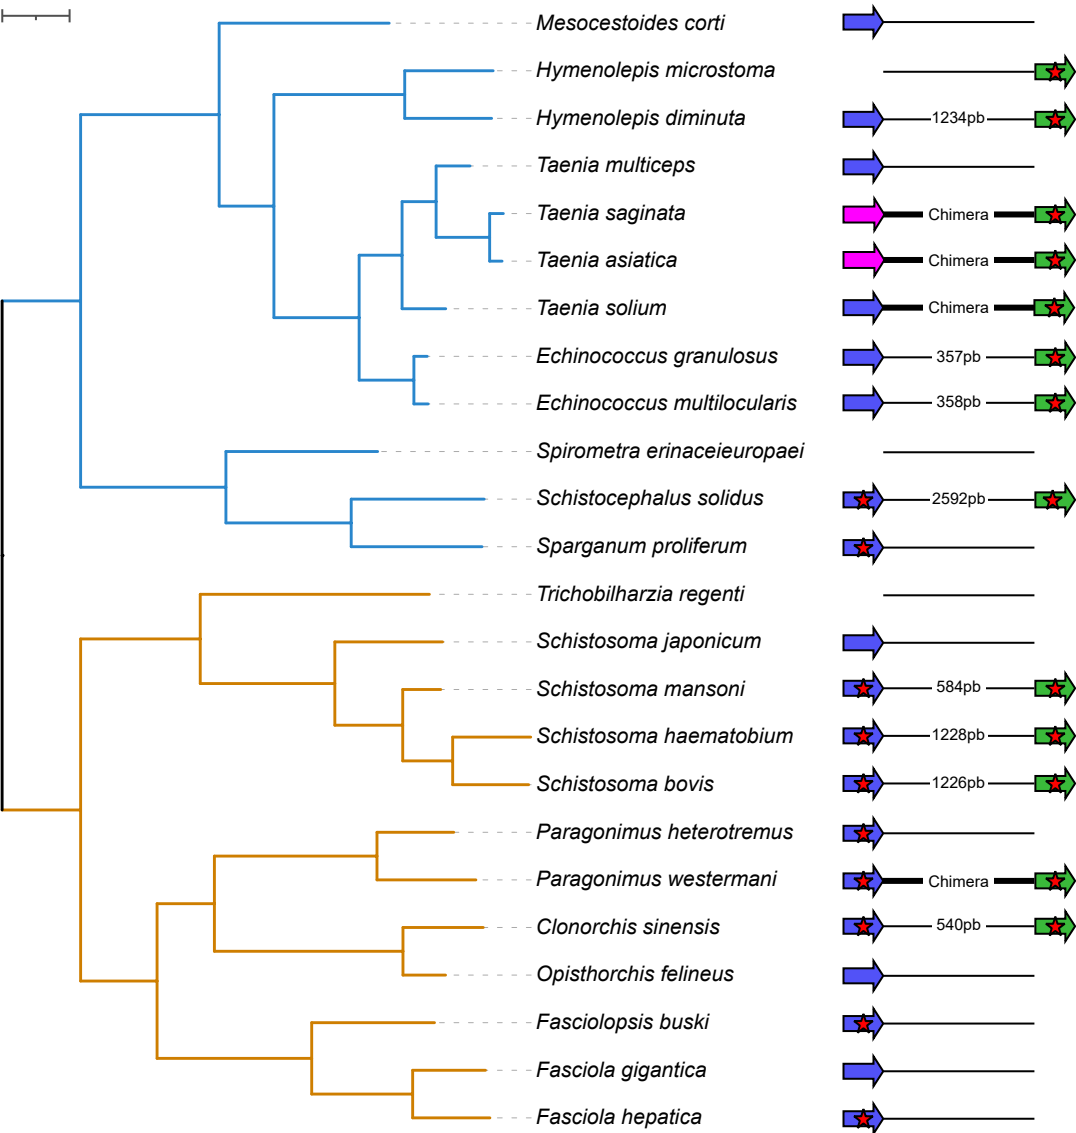 Mesocestoides corti
Hymenolepis microstoma
Hymenolepis diminuta 1234pb
Taenia multiceps
Taenia saginata Chimera
Taenia asiatica Chimera
Taenia solium Chimera
Echinococcus granulosus 357pb
Echinococcus multilocularis 358pb
Spirometra erinaceieuropaei
Schistocephalus solidus 2592pb
Sparganum proliferum
Trichobilharzia regenti
Schistosoma japonicum
Schistosoma mansoni 584pb
Schistosoma haematobium 1228pb
Schistosoma bovis 1226pb
Paragonimus heterotremus
Paragonimus westermani Chimera
Clonorchis sinensis 540pb
Opisthorchis felineus
Fasciolopsis buski
Fasciola gigantica
Fasciola hepatica